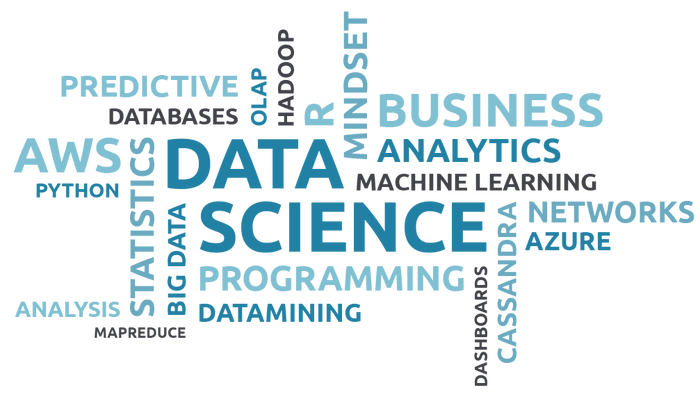 MINDSET
HADOOP
OLAP
PREDICTIVE
DATABASES
R
BUSINESS
AWS
STATISTICS
DATA
ANALYTICS
PYTHON
MACHINE LEARNING
BIG DATA
SCIENCE
CASSANDRA
NETWORKS
AZURE
PROGRAMMING
DASHBOARDS
ANALYSIS
DATAMINING
MAPREDUCE